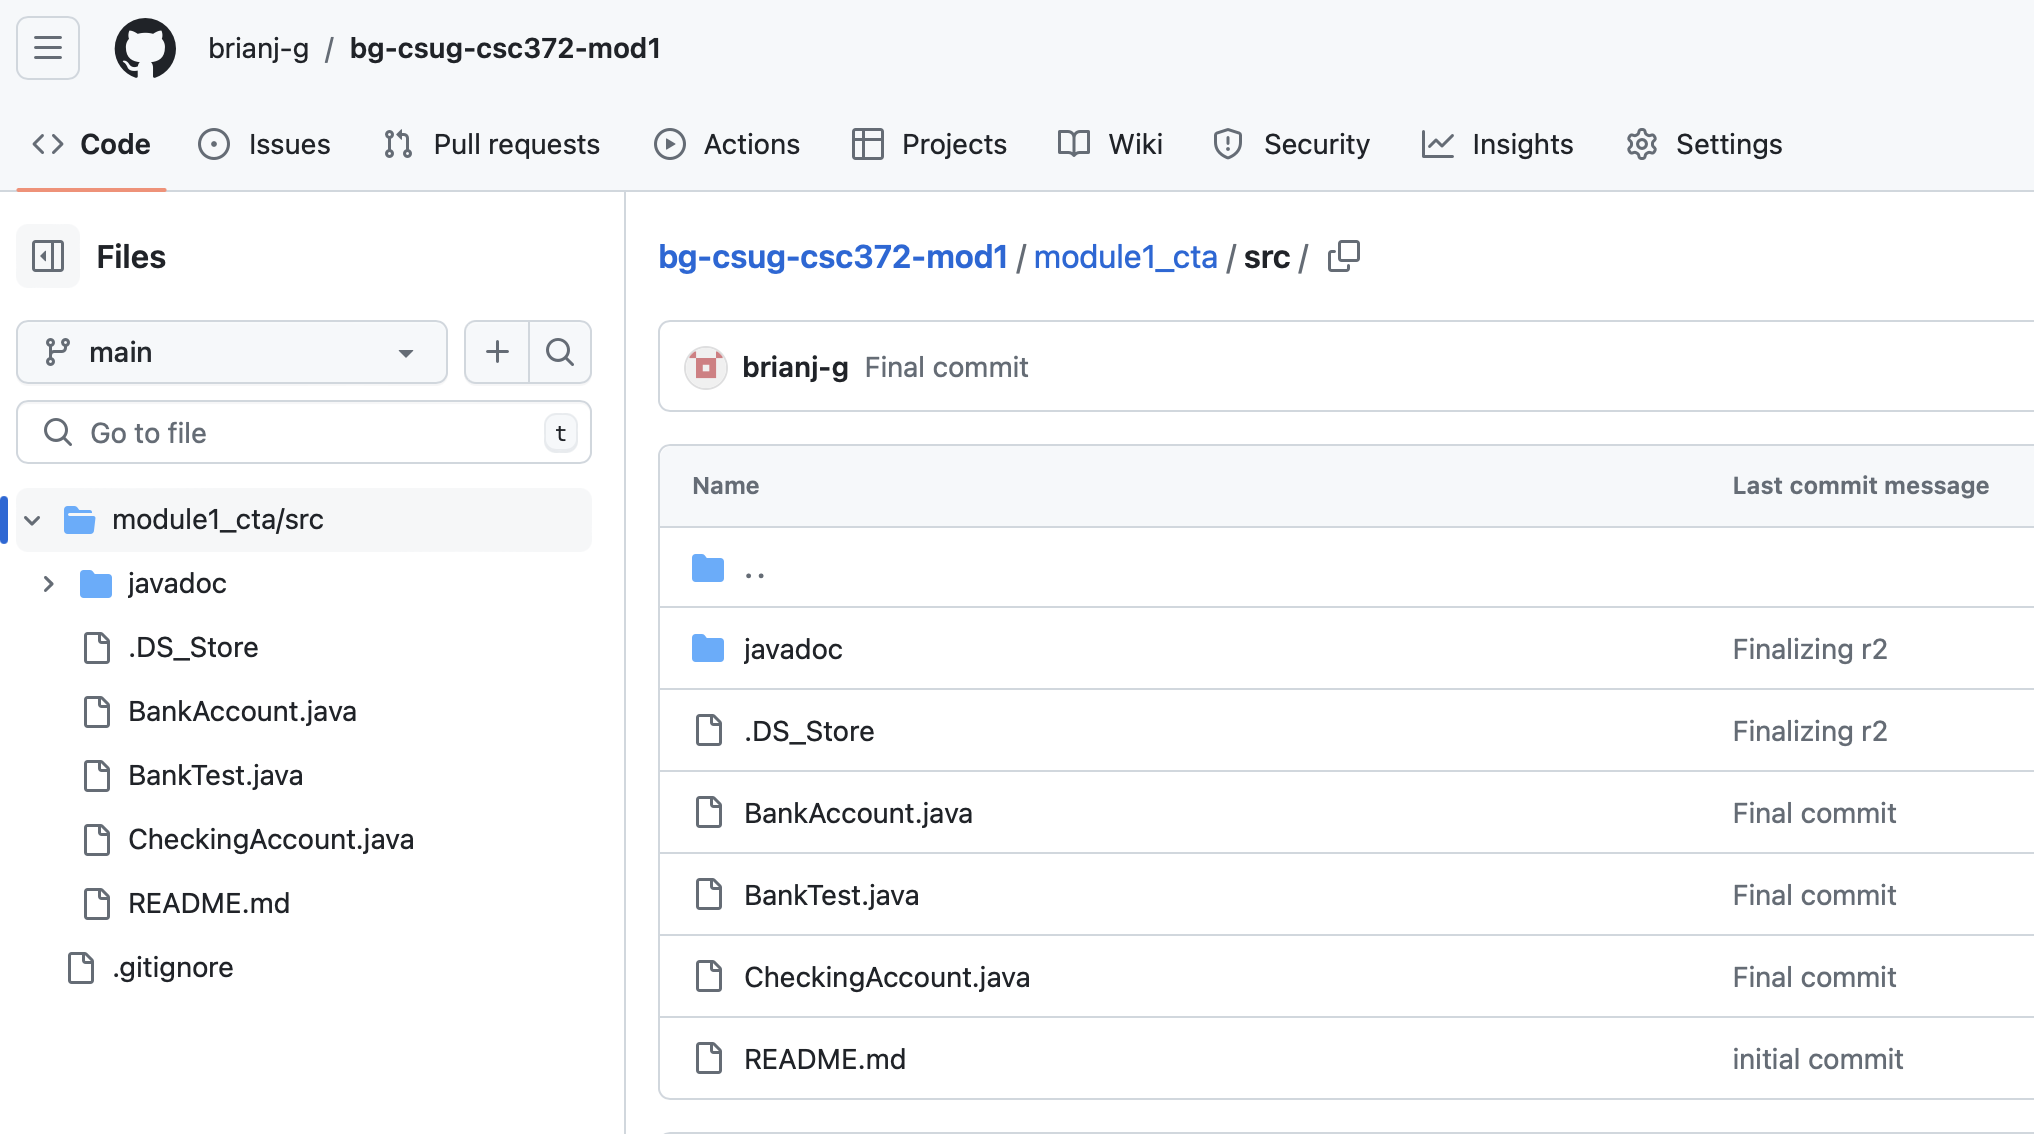 brianj-g / bg-csug-csc372-mod1
Code Issues Pull requests Actions Projects Wiki Security Insights Settings
Files
main
Go to file t
module1_cta/src
javadoc
.DS_Store
BankAccount.java
BankTest.java
CheckingAccount.java
README.md
.gitignore
bg-csug-csc372-mod1 / module1_cta / src /
brianj-g Final commit
Name Last commit message
..
javadoc Finalizing r2
.DS_Store Finalizing r2
BankAccount.java Final commit
BankTest.java Final commit
CheckingAccount.java Final commit
README.md initial commit